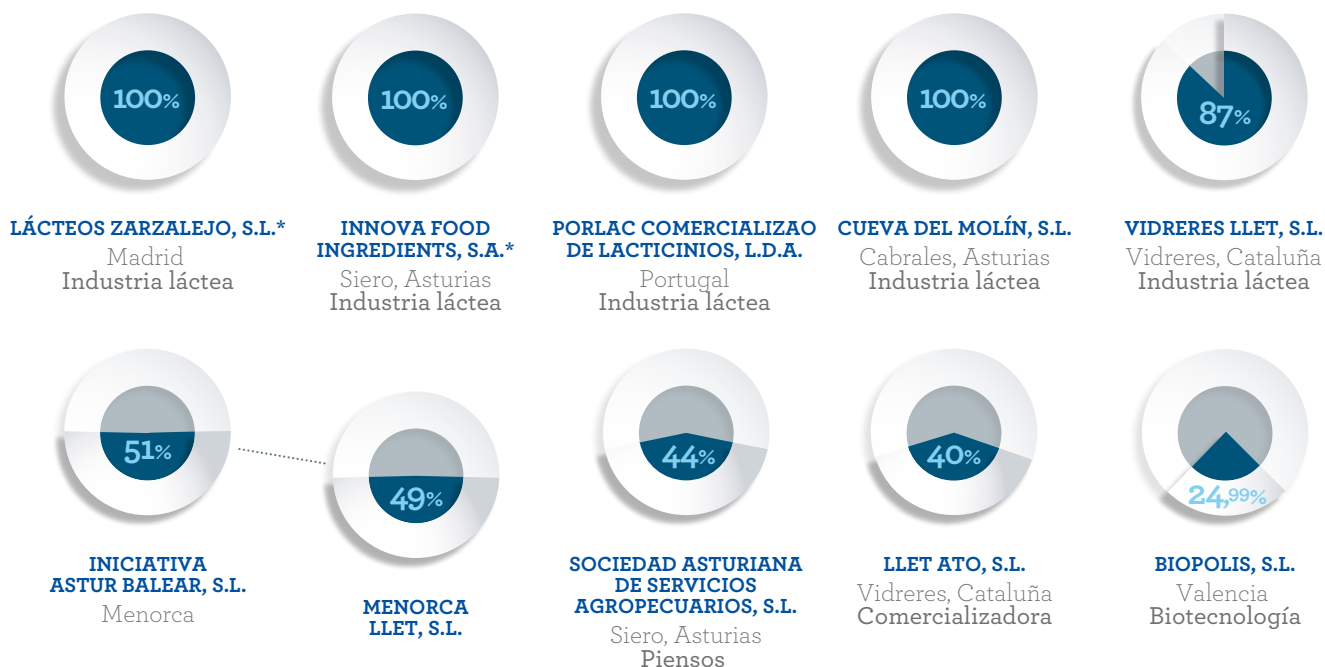 100%
LÁCTEOS ZARZALEJO, S.L.*
Madrid
Industria láctea
100%
INNOVA FOOD
INGREDIENTS, S.A.*
Siero, Asturias
Industria láctea
100%
PORLAC COMERCIALIZAO
DE LACTICINIOS, L.D.A.
Portugal
Industria láctea
100%
CUEVA DEL MOLÍN, S.L.
Cabrales, Asturias
Industria láctea
87%
VIDRERES LLET, S.L.
Vidreres, Cataluña
Industria láctea
51%
INICIATIVA
ASTUR BALEAR, S.L.
Menorca
49%
MENORCA
LLET, S.L.
44%
SOCIEDAD ASTURIANA
DE SERVICIOS
AGROPECUARIOS, S.L.
Siero, Asturias
Piensos
40%
LLET ATO, S.L.
Vidreres, Cataluña
Comercializadora
24,99%
BIOPOLIS, S.L.
Valencia
Biotecnología